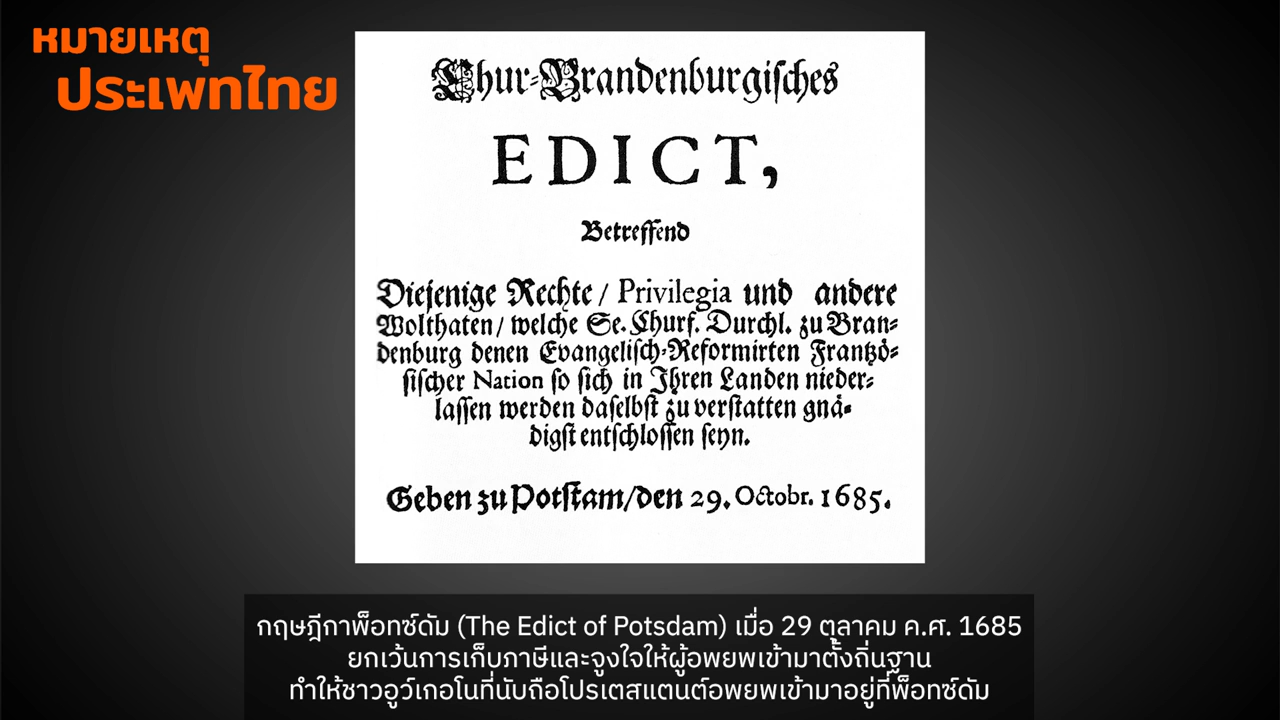 หมายเหตุ
ประเพทไทย
Chur-Brandenburgisches
EDICT,
Betreffend
Diejenige Rechte / Privilegia und andere
Wolthaten / welche Se. Churf. Durchl. zu Bran-
denburg denen Evangelisch-Reformirten Frantzö-
sischer Nation so sich in Ihren Landen nieder-
lassen werden daselbst zu verstatten gnä-
digst entschlossen seyn.
Geben zu Potstam/den 29. Octobr. 1685.
กฤษฎีกาพ็อทซ์ดัม (The Edict of Potsdam) เมื่อ 29 ตุลาคม ค.ศ. 1685
ยกเว้นการเก็บภาษีและจูงใจให้ผู้อพยพเข้ามาตั้งถิ่นฐาน
ทำให้ชาวอูว์เกอโนที่นับถือโปรเตสแตนต์อพยพเข้ามาอยู่ที่พ็อทซ์ดัม